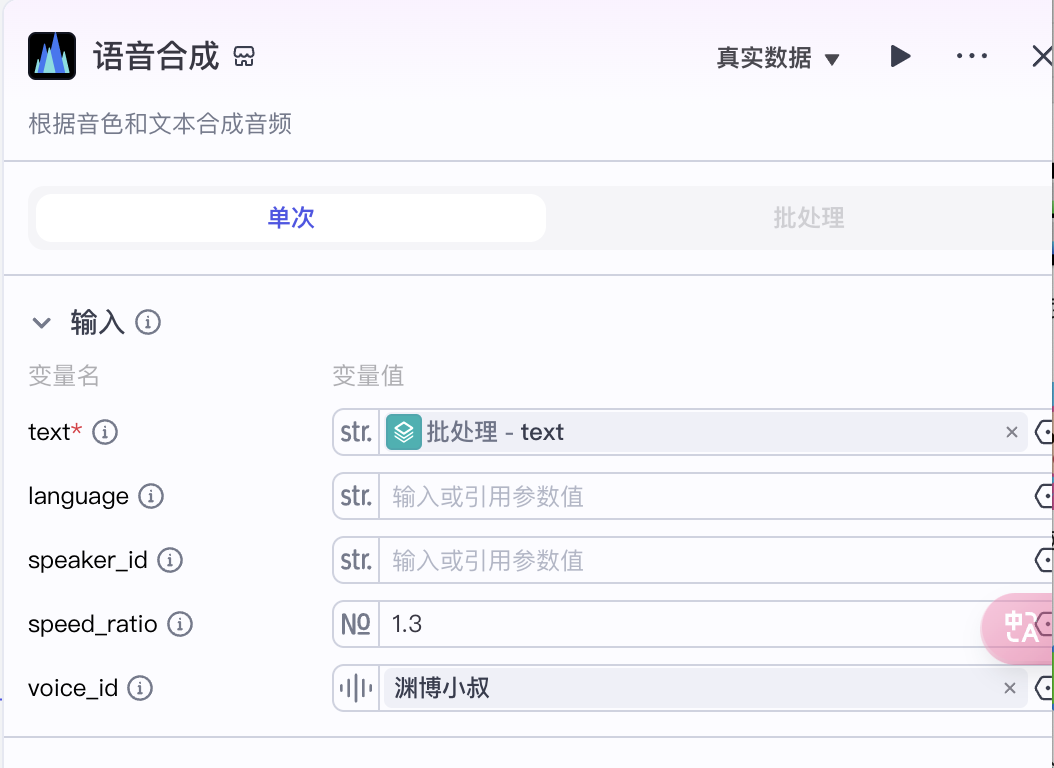 语音合成
真实数据
根据音色和文本合成音频
单次 批处理
输入
变量名 变量值
text* str. 批处理 - text
language str. 输入或引用参数值
speaker_id str. 输入或引用参数值
speed_ratio № 1.3
中A
voice_id 渊博小叔